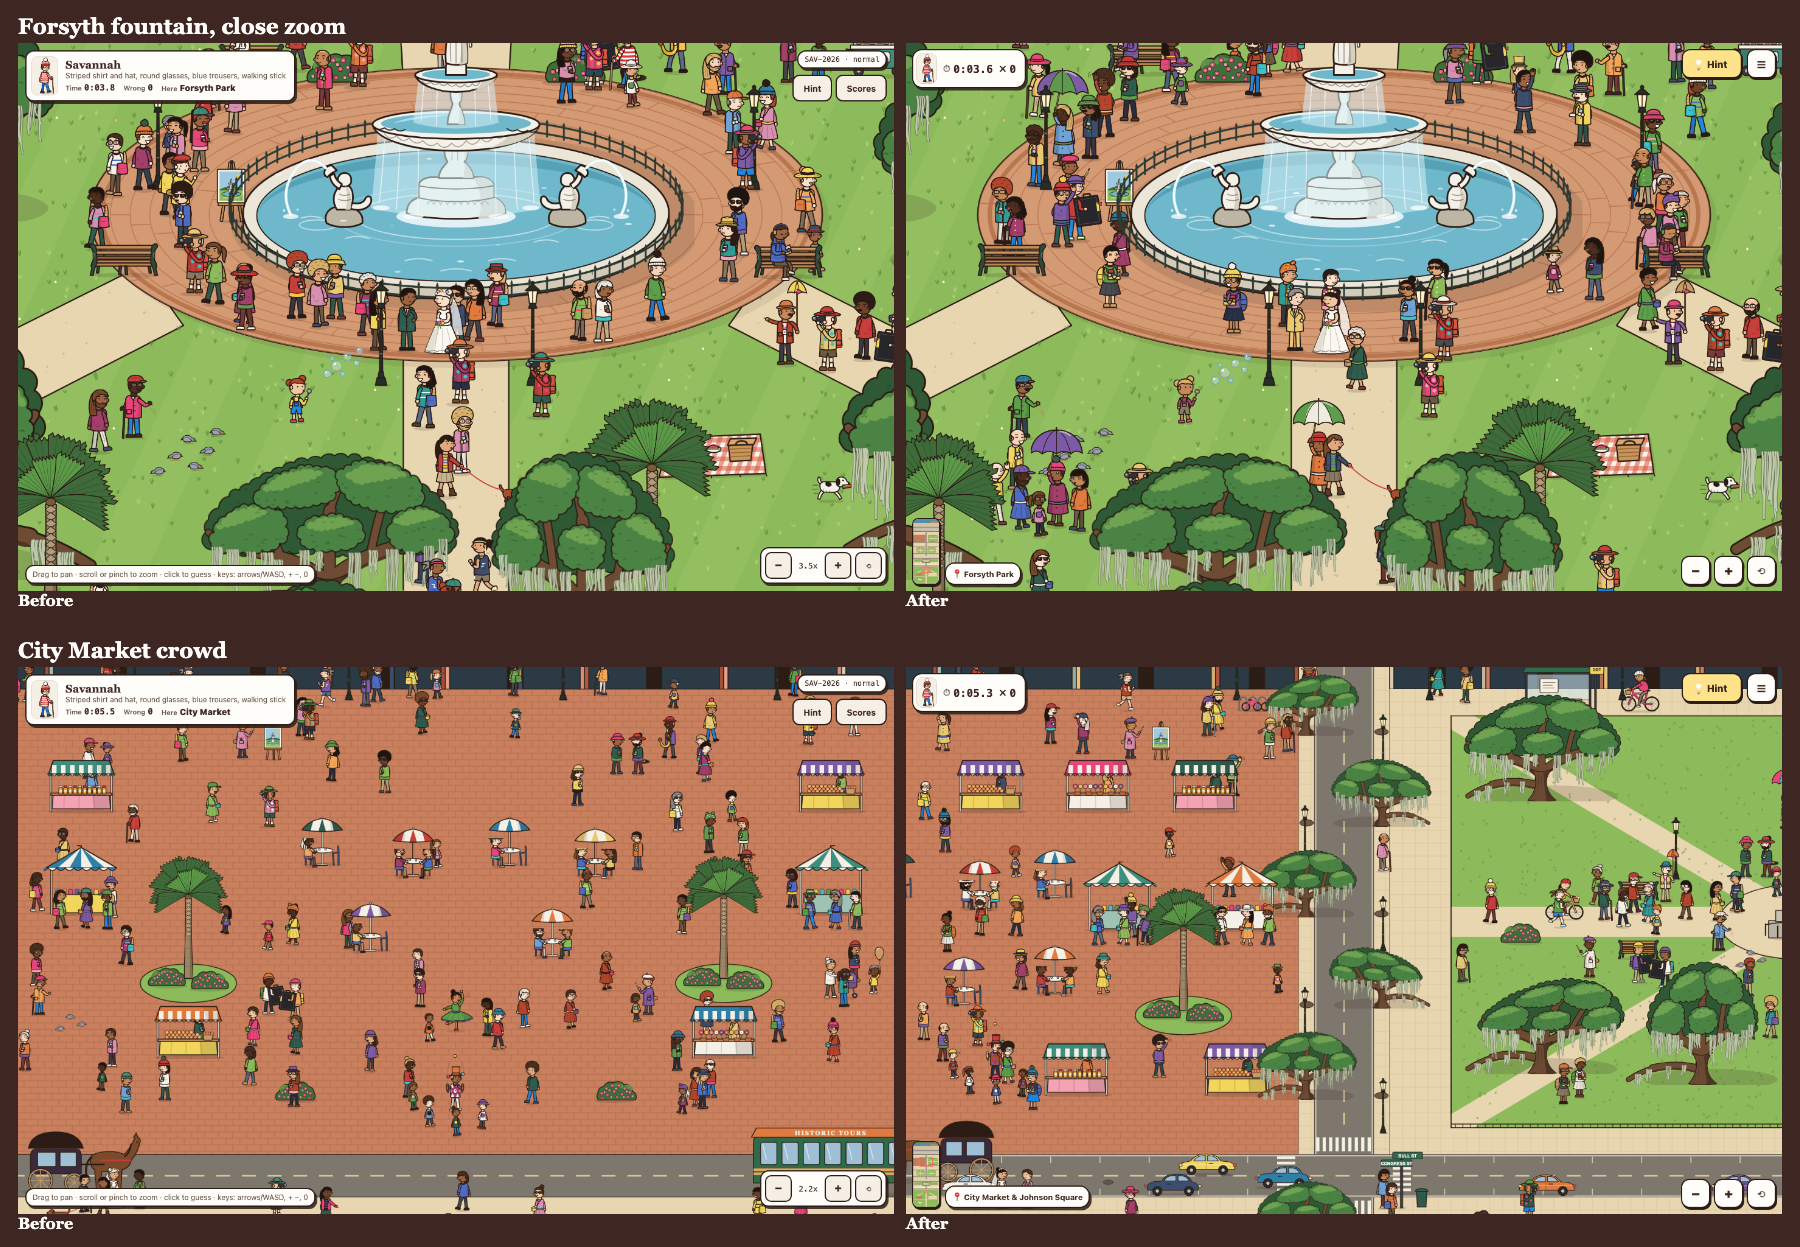 Forsyth fountain, close zoom
Savannah
Striped shirt and hat, round glasses, blue trousers, walking stick
Time 0:03.8 Wrong 0 Here Forsyth Park
SAV-2026 · normal
Hint
Scores
Drag to pan · scroll or pinch to zoom · click to guess · keys: arrows/WASD, + −, 0
− 3.5x +
Before
0:03.6 × 0
Hint
Forsyth Park
− +
After
City Market crowd
Savannah
Striped shirt and hat, round glasses, blue trousers, walking stick
Time 0:05.5 Wrong 0 Here City Market
SAV-2026 · normal
Hint
Scores
HISTORIC TOURS
Drag to pan · scroll or pinch to zoom · click to guess · keys: arrows/WASD, + −, 0
− 2.2x +
Before
0:05.3 × 0
DOT
Hint
BULL ST
CONGRESS ST
City Market & Johnson Square
− +
After